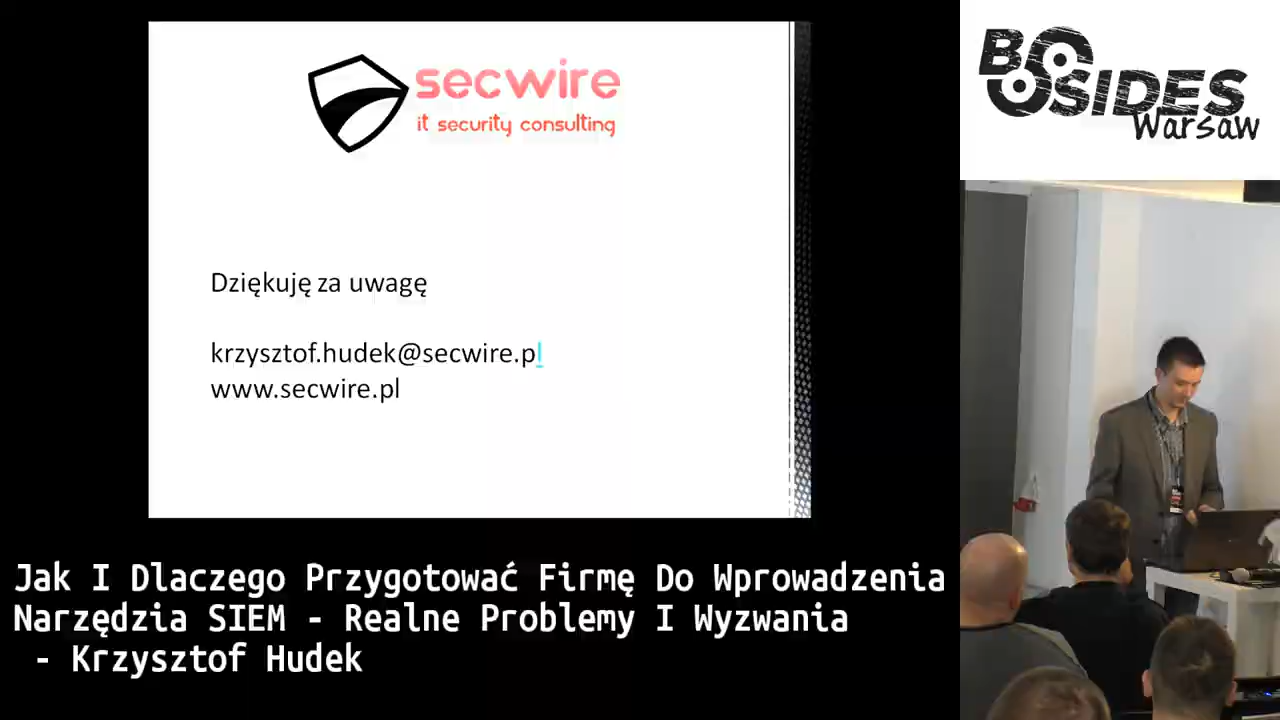 secwire
it security consulting
Dziękuję za uwagę
krzysztof.hudek@secwire.pl
www.secwire.pl
BSIDES
Warsaw
Jak I Dlaczego Przygotować Firmę Do Wprowadzenia
Narzędzia SIEM - Realne Problemy I Wyzwania
- Krzysztof Hudek